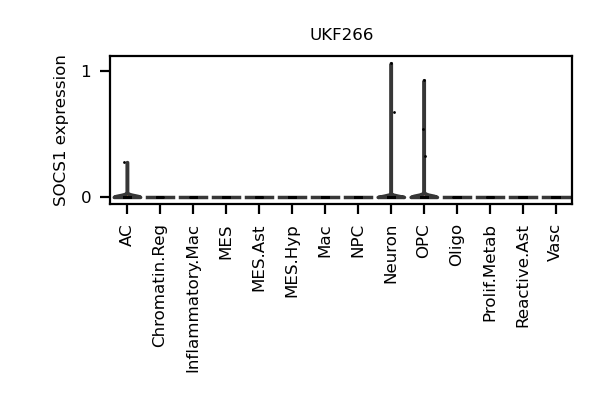 UKF266
SOCS1 expression
1
0
AC
Chromatin.Reg
Inflammatory.Mac
MES
MES.Ast
MES.Hyp
Mac
NPC
Neuron
OPC
Oligo
Prolif.Metab
Reactive.Ast
Vasc